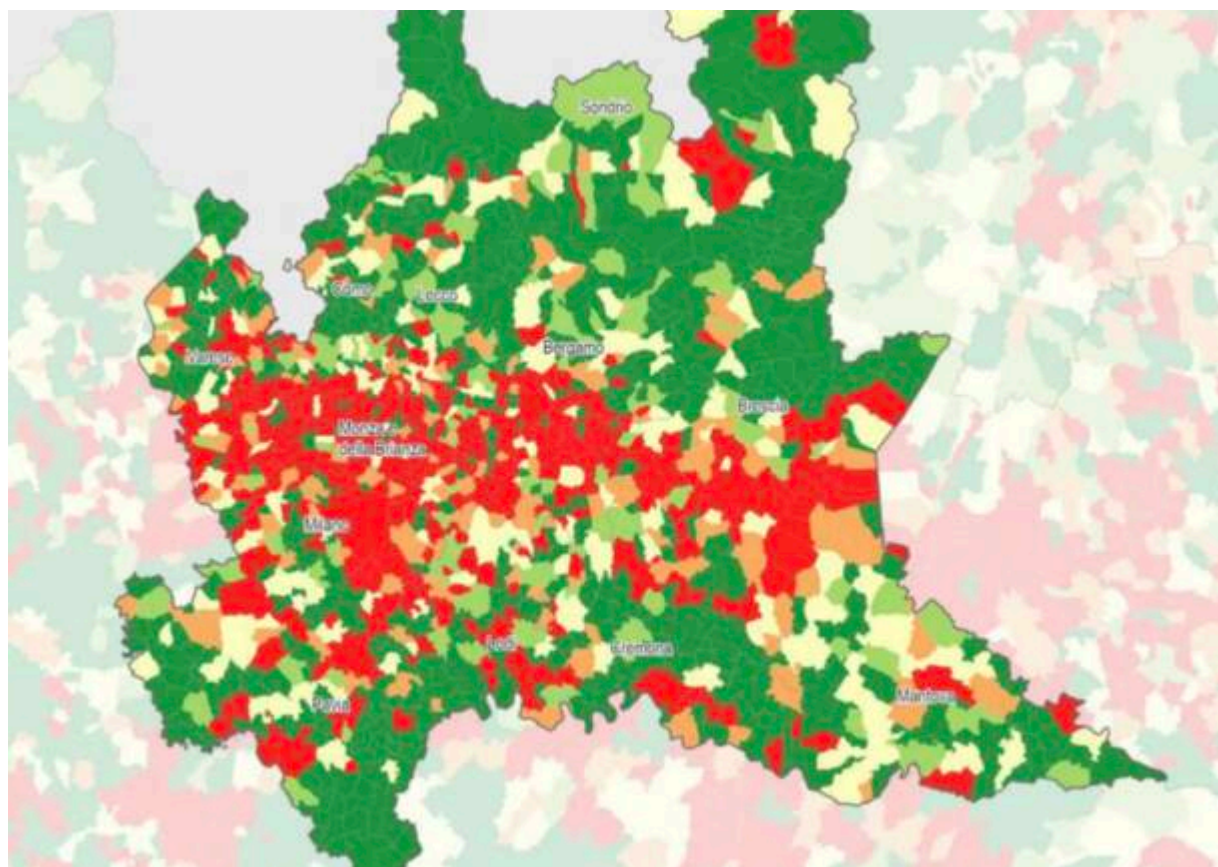 Sondrio
Como
Lecco
Varese
Bergamo
Brescia
Monza e
della Brianza
Milano
Lodi
Cremona
Pavia
Mantova